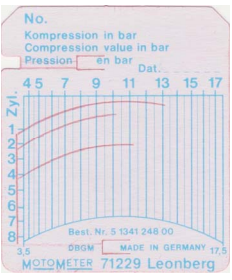 No.
Kompression in bar
Compression value in bar
Pression en bar
Dat.
4 5 7 9 11 13 15 17
Zyl.
1
2
3
4
5
6
7
8
3,5 17,5
Best. Nr. 5 1341 248 00
DBGM MADE IN GERMANY
MOTOMETER 71229 Leonberg